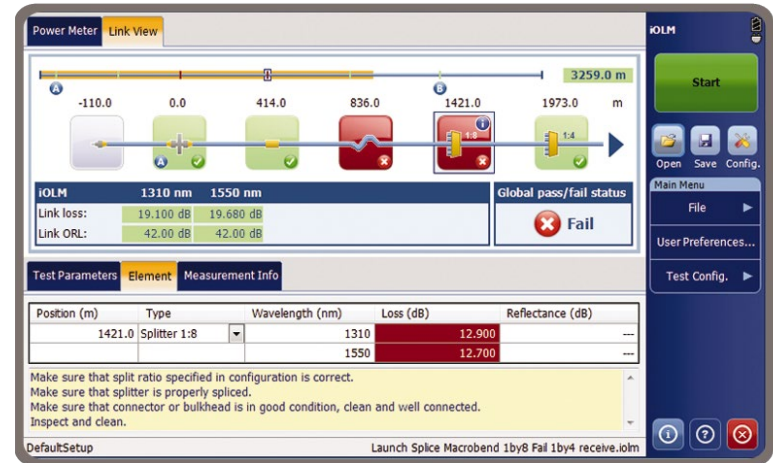 Power Meter Link View
iOLM
3259.0 m
A B
-110.0 0.0 414.0 836.0 1421.0 1973.0 m
1:8 1:4
A
iOLM 1310 nm 1550 nm
Link loss: 19.100 dB 19.680 dB
Link ORL: 42.00 dB 42.00 dB
Global pass/fail status
Fail
Test Parameters Element Measurement Info
Position (m) Type Wavelength (nm) Loss (dB) Reflectance (dB)
1421.0 Splitter 1:8 1310 12.900 ---
1550 12.700 ---
Make sure that split ratio specified in configuration is correct.
Make sure that splitter is properly spliced.
Make sure that connector or bulkhead is in good condition, clean and well connected.
Inspect and clean.
DefaultSetup Launch Splice Macrobend 1by8 Fail 1by4 receive.iolm
Start
Open Save Config.
Main Menu
File
User Preferences...
Test Config.